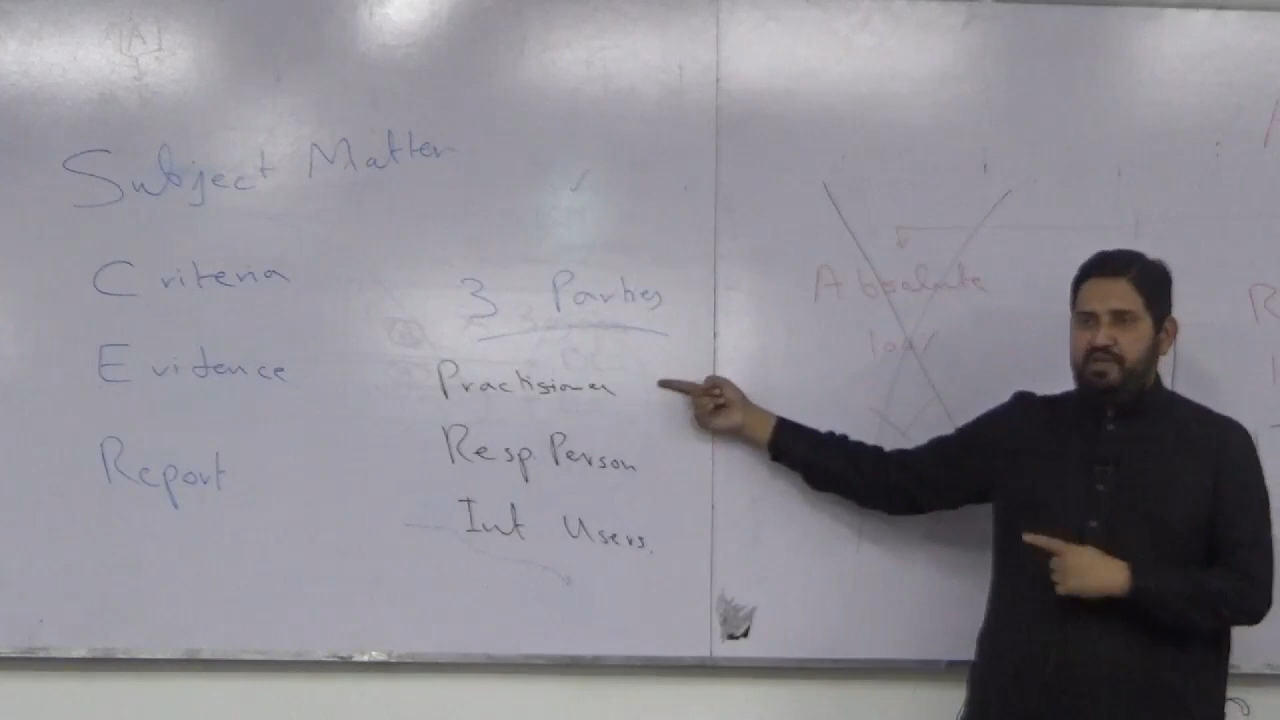 [A]
Subject Matter
Criteria
Evidence
Report
3 Parties
Practisioner
Resp. Person
Int Users.
Absolute
100%
R